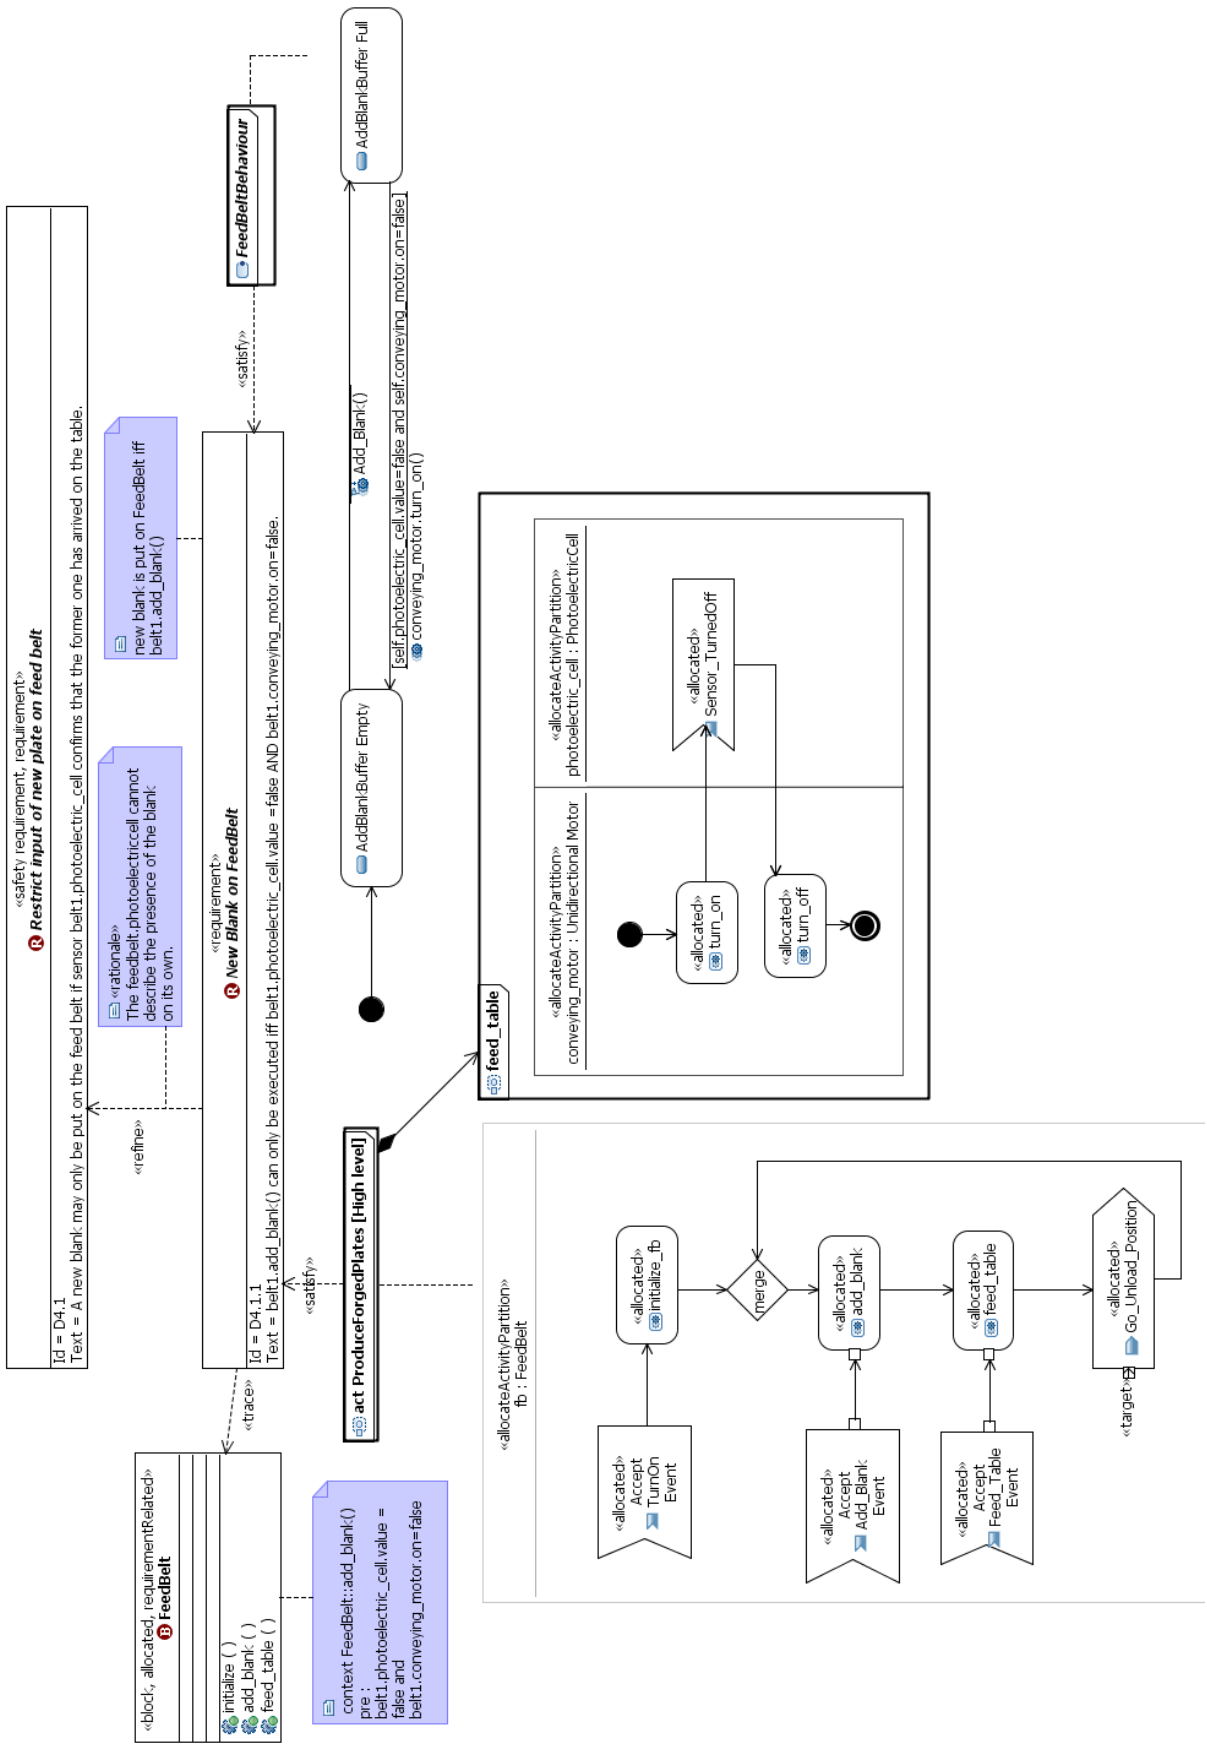 «safety requirement, requirement»
R Restrict input of new plate on feed belt
Id = D4.1
Text = A new blank may only be put on the feed belt if sensor belt1.photoelectric_cell confirms that the former one has arrived on the table.
«refine»
«rationale»
The feedbelt.photoelectriccell cannot
describe the presence of the blank
on its own.
new blank is put on FeedBelt iff
belt1.add_blank()
«block, allocated, requirementRelated»
B FeedBelt
initialize ( )
add_blank ( )
feed_table ( )
«trace»
«requirement»
R New Blank on FeedBelt
Id = D4.1.1
Text = belt1.add_blank() can only be executed iff belt1.photoelectric_cell.value =false AND belt1.conveying_motor.on=false.
«satisfy»
FeedBeltBehaviour
context FeedBelt::add_blank()
pre :
belt1.photoelectric_cell.value =
false and
belt1.conveying_motor.on=false
«satisfy»
act ProduceForgedPlates [High level]
AddBlankBuffer Empty
Add_Blank()
[self.photoelectric_cell.value=false and self.conveying_motor.on=false]
conveying_motor.turn_on()
AddBlankBuffer Full
«allocateActivityPartition»
fb : FeedBelt
«allocated»
Accept
TurnOn
Event
«allocated»
initialize_fb
merge
«allocated»
Accept
Add_Blank
Event
«allocated»
add_blank
«allocated»
Accept
Feed_Table
Event
«allocated»
feed_table
«target»
«allocated»
Go_Unload_Position
feed_table
«allocateActivityPartition»
conveying_motor : Unidirectional Motor
«allocateActivityPartition»
photoelectric_cell : PhotoelectricCell
«allocated»
turn_on
«allocated»
Sensor_TurnedOff
«allocated»
turn_off